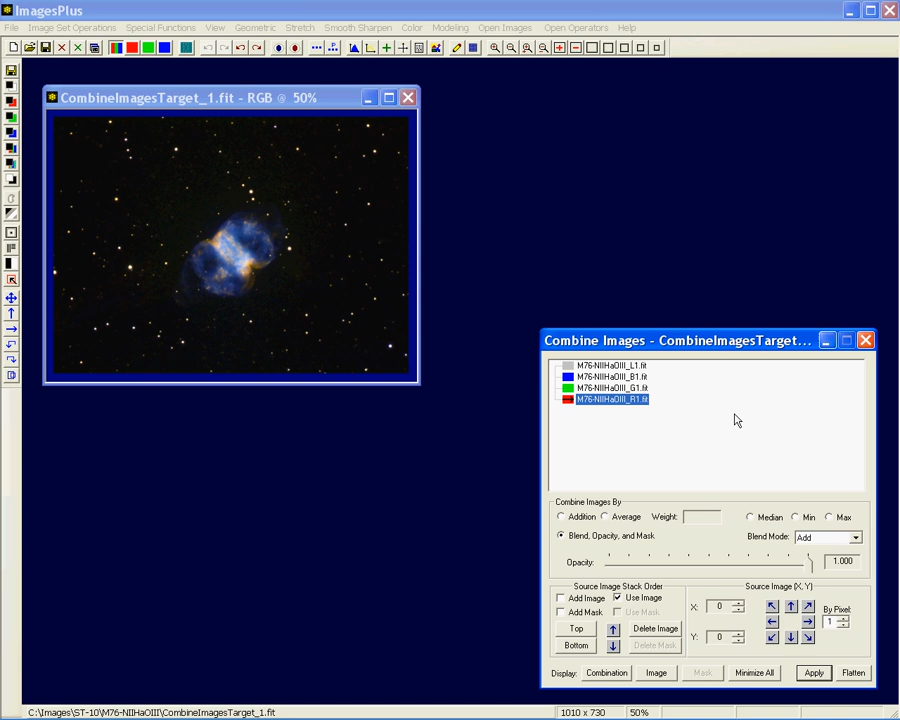 ImagesPlus
File Image Set Operations Special Functions View Geometric Stretch Smooth Sharpen Color Modeling Open Images Open Operators Help
CombineImagesTarget_1.fit - RGB @ 50%
Combine Images - CombineImagesTarget...
M76-NIIHaOIII_L1.fit
M76-NIIHaOIII_B1.fit
M76-NIIHaOIII_G1.fit
M76-NIIHaOIII_R1.fit
Combine Images By
Addition Average Weight: Median Min Max
Blend, Opacity, and Mask Blend Mode: Add
Opacity: 1.000
Source Image Stack Order Source Image (X, Y)
Add Image Use Image X: 0 By Pixel:
Add Mask Use Mask 1
Top Delete Image Y: 0
Bottom Delete Mask
Display: Combination Image Mask Minimize All Apply Flatten
C:\Images\ST-10\M76-NIIHaOIII\CombineImagesTarget_1.fit 1010 x 730 50%